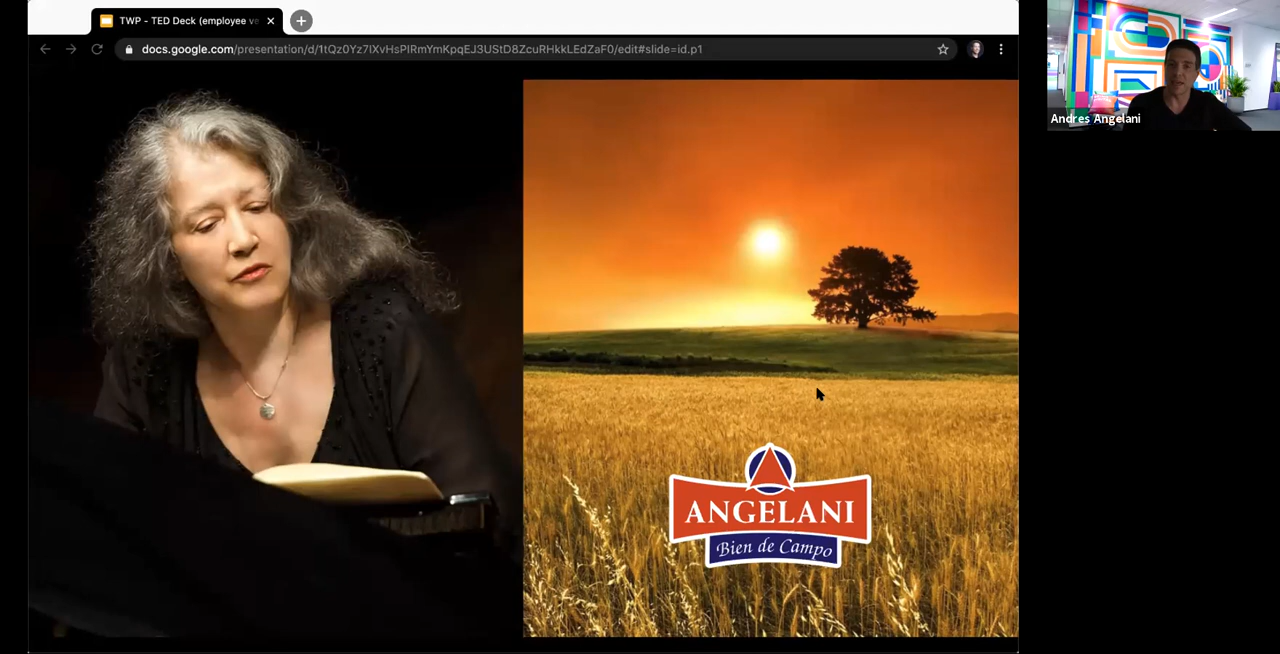 TWP - TED Deck (employee ve
docs.google.com/presentation/d/1tQz0Yz7IXvHsPIRmYmKpqEJ3UStD8ZcuRHkkLEdZaF0/edit#slide=id.p1
Andres Angelani
ANGELANI
Bien de Campo